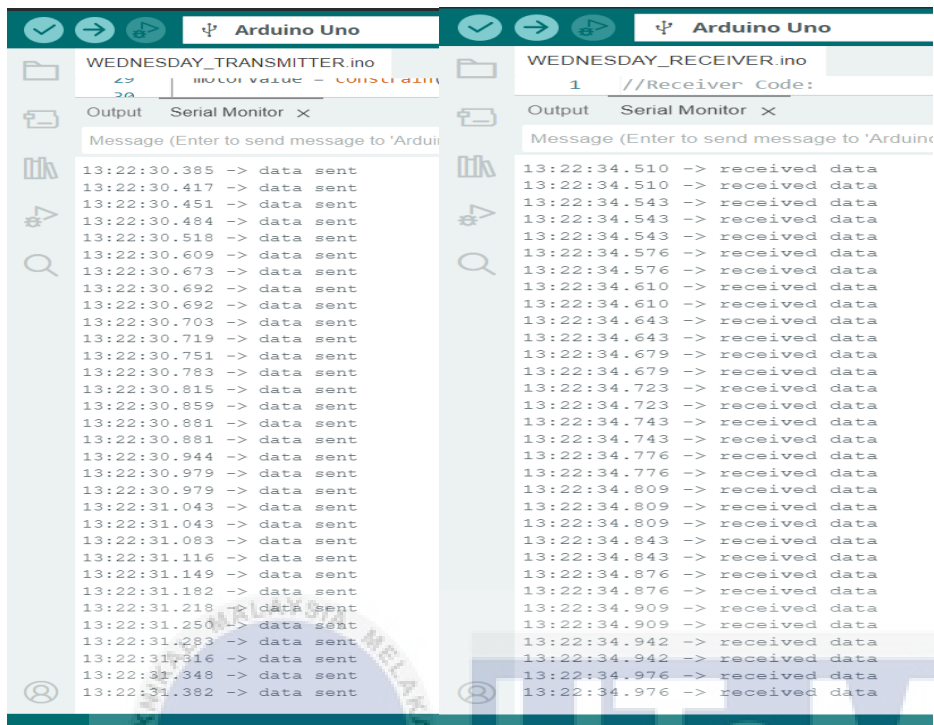 Arduino Uno
WEDNESDAY_TRANSMITTER.ino
29 motorValue = constrain(
30
Output Serial Monitor ×
Message (Enter to send message to 'Ardui
13:22:30.385 -> data sent
13:22:30.417 -> data sent
13:22:30.451 -> data sent
13:22:30.484 -> data sent
13:22:30.518 -> data sent
13:22:30.609 -> data sent
13:22:30.673 -> data sent
13:22:30.692 -> data sent
13:22:30.692 -> data sent
13:22:30.703 -> data sent
13:22:30.719 -> data sent
13:22:30.751 -> data sent
13:22:30.783 -> data sent
13:22:30.815 -> data sent
13:22:30.859 -> data sent
13:22:30.881 -> data sent
13:22:30.881 -> data sent
13:22:30.944 -> data sent
13:22:30.979 -> data sent
13:22:30.979 -> data sent
13:22:31.043 -> data sent
13:22:31.043 -> data sent
13:22:31.083 -> data sent
13:22:31.116 -> data sent
13:22:31.149 -> data sent
13:22:31.182 -> data sent
13:22:31.218 -> data sent
13:22:31.250 -> data sent
13:22:31.283 -> data sent
13:22:31.316 -> data sent
13:22:31.348 -> data sent
13:22:31.382 -> data sent
Arduino Uno
WEDNESDAY_RECEIVER.ino
1 //Receiver Code:
Output Serial Monitor ×
Message (Enter to send message to 'Arduino
13:22:34.510 -> received data
13:22:34.510 -> received data
13:22:34.543 -> received data
13:22:34.543 -> received data
13:22:34.543 -> received data
13:22:34.576 -> received data
13:22:34.576 -> received data
13:22:34.610 -> received data
13:22:34.610 -> received data
13:22:34.643 -> received data
13:22:34.643 -> received data
13:22:34.679 -> received data
13:22:34.679 -> received data
13:22:34.723 -> received data
13:22:34.723 -> received data
13:22:34.743 -> received data
13:22:34.743 -> received data
13:22:34.776 -> received data
13:22:34.776 -> received data
13:22:34.809 -> received data
13:22:34.809 -> received data
13:22:34.809 -> received data
13:22:34.843 -> received data
13:22:34.843 -> received data
13:22:34.876 -> received data
13:22:34.876 -> received data
13:22:34.909 -> received data
13:22:34.909 -> received data
13:22:34.942 -> received data
13:22:34.942 -> received data
13:22:34.976 -> received data
13:22:34.976 -> received data
MALAYSIA